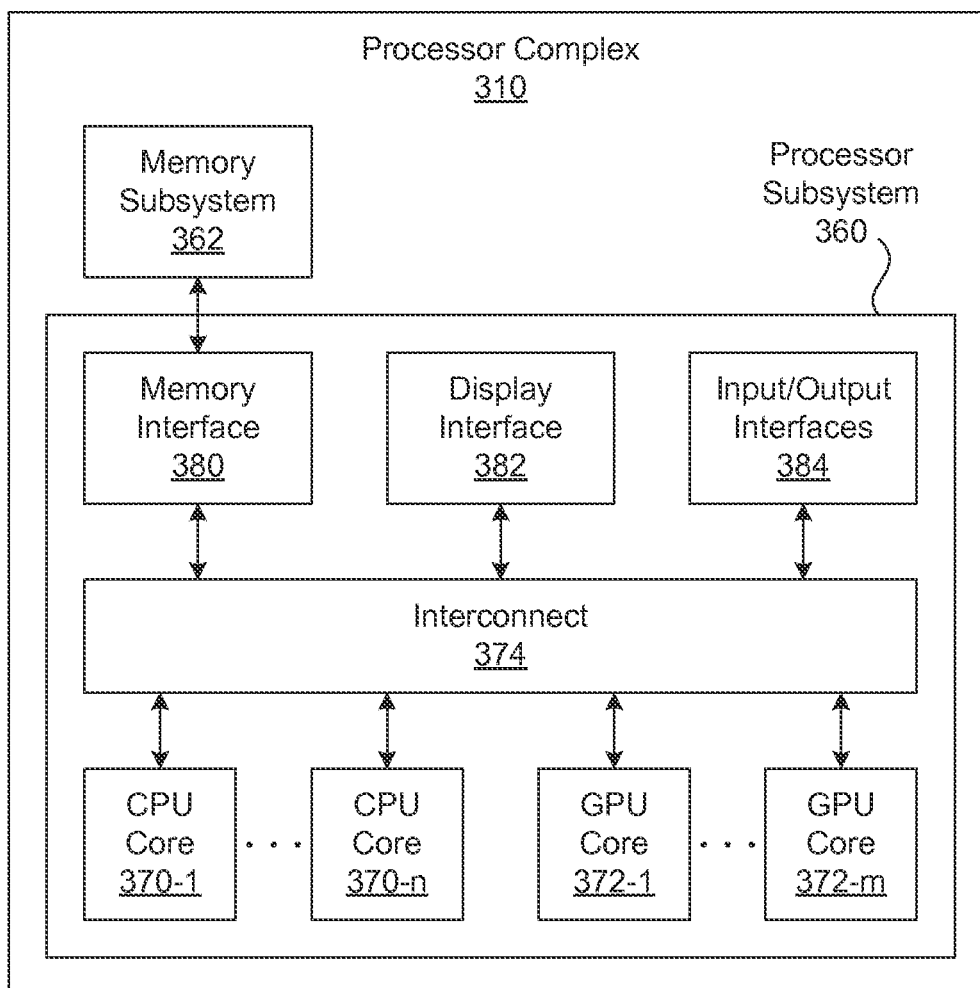 Processor Complex
310
Memory
Subsystem
362
Processor
Subsystem
360
Memory
Interface
380
Display
Interface
382
Input/Output
Interfaces
384
Interconnect
374
CPU
Core
370-1
CPU
Core
370-n
GPU
Core
372-1
GPU
Core
372-m